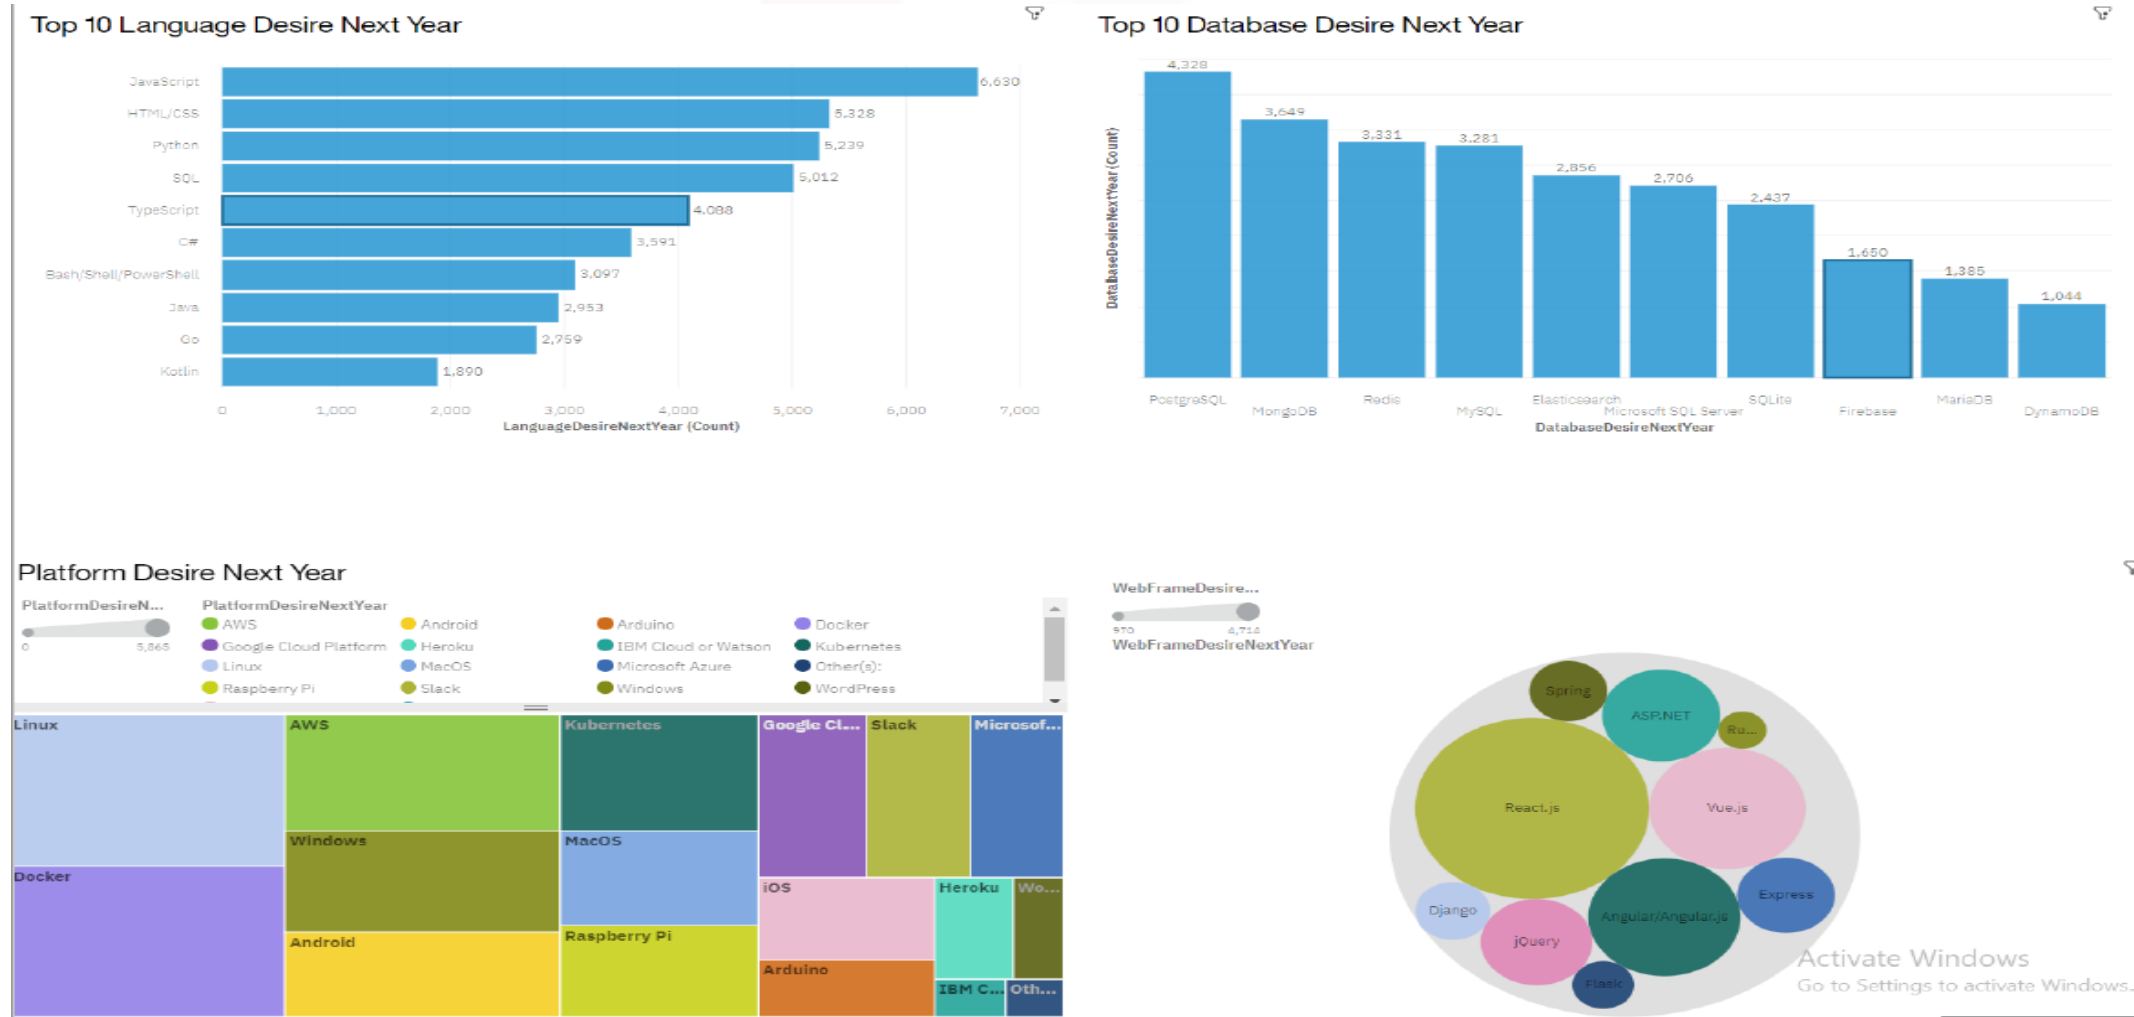 Top 10 Language Desire Next Year
JavaScript
6,630
HTML/CSS
5,328
Python
5,239
SQL
5,012
TypeScript
4,088
C#
3,591
Bash/Shell/PowerShell
3,097
Java
2,953
Go
2,759
Kotlin
1,890
0 1,000 2,000 3,000 4,000 5,000 6,000 7,000
LanguageDesireNextYear (Count)
Top 10 Database Desire Next Year
DatabaseDesireNextYear (Count)
4,328
3,649
3,331
3,281
2,856
2,706
2,437
1,650
1,385
1,044
PostgreSQL
MongoDB
Redis
MySQL
Elasticsearch
Microsoft SQL Server
SQLite
Firebase
MariaDB
DynamoDB
DatabaseDesireNextYear
Platform Desire Next Year
PlatformDesireN...
0 5,865
PlatformDesireNextYear
AWS Android Arduino Docker
Google Cloud Platform Heroku IBM Cloud or Watson Kubernetes
Linux MacOS Microsoft Azure Other(s):
Raspberry Pi Slack Windows WordPress
Linux
AWS
Kubernetes
Google Cl...
Slack
Microsof...
Windows
MacOS
Docker
iOS
Heroku
Wo...
Android
Raspberry Pi
Arduino
IBM C...
Oth...
WebFrameDesire...
970 4,714
WebFrameDesireNextYear
Spring
ASP.NET
Ru...
React.js
Vue.js
Express
Django
Angular/Angular.js
jQuery
Flask
Activate Windows
Go to Settings to activate Windows.